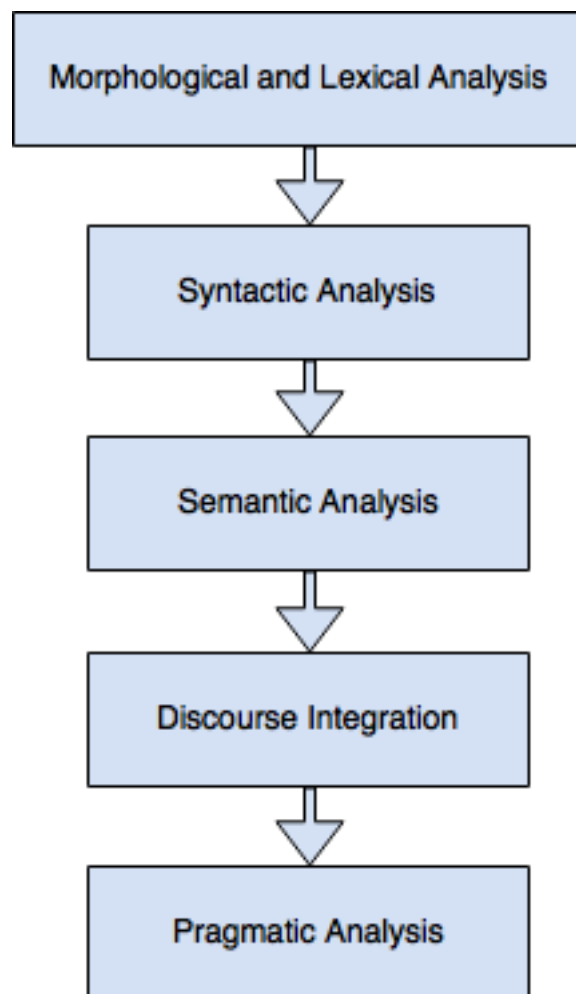 Morphological and Lexical Analysis
Syntactic Analysis
Semantic Analysis
Discourse Integration
Pragmatic Analysis